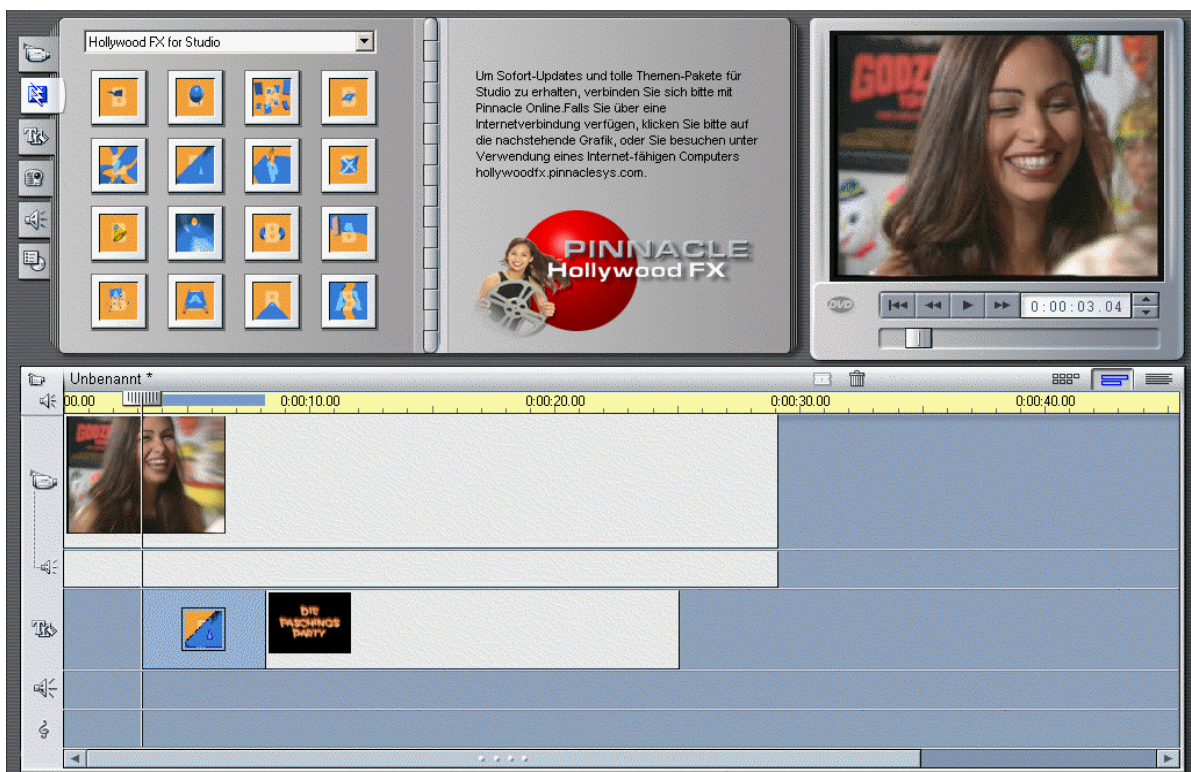 Hollywood FX for Studio
Um Sofort-Updates und tolle Themen-Pakete für
Studio zu erhalten, verbinden Sie sich bitte mit
Pinnacle Online.Falls Sie über eine
Internetverbindung verfügen, klicken Sie bitte auf
die nachstehende Grafik, oder Sie besuchen unter
Verwendung eines Internet-fähigen Computers
hollywoodfx.pinnaclesys.com.
PINNACLE
Hollywood FX
DVD
0:00:03.04
Unbenannt *
00.00 0:00:10.00 0:00:20.00 0:00:30.00 0:00:40.00
DIE
FASCHINGS
PARTY